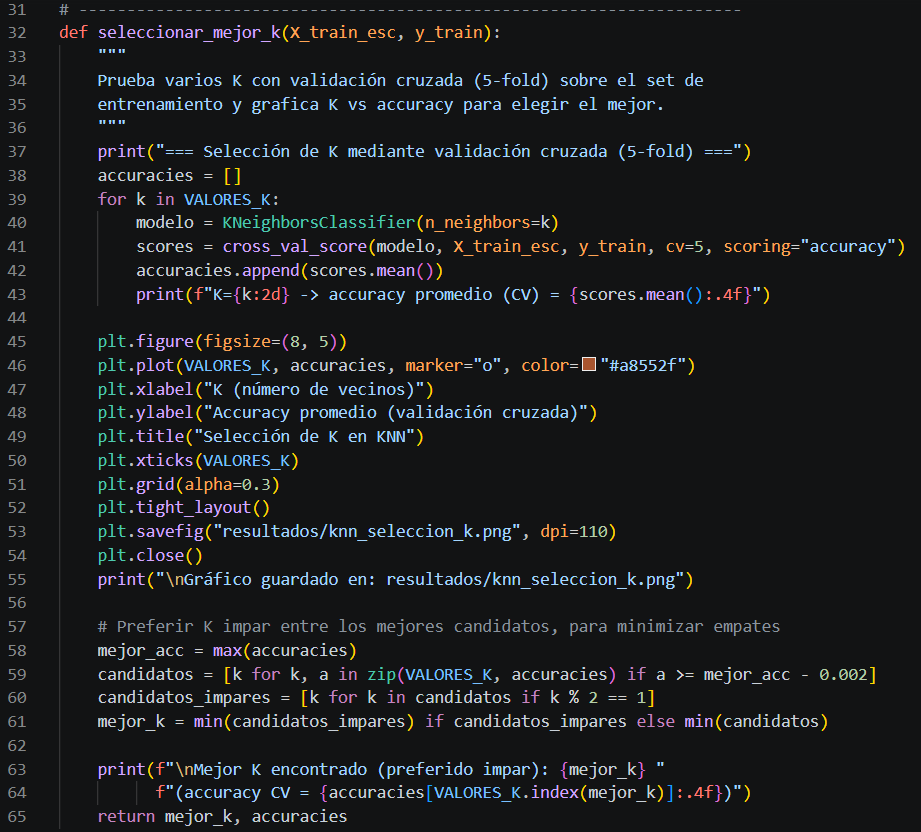 31 # ---------------------------------------------------------------------
32 def seleccionar_mejor_k(X_train_esc, y_train):
33     """
34     Prueba varios K con validación cruzada (5-fold) sobre el set de
35     entrenamiento y grafica K vs accuracy para elegir el mejor.
36     """
37     print("=== Selección de K mediante validación cruzada (5-fold) ===")
38     accuracies = []
39     for k in VALORES_K:
40         modelo = KNeighborsClassifier(n_neighbors=k)
41         scores = cross_val_score(modelo, X_train_esc, y_train, cv=5, scoring="accuracy")
42         accuracies.append(scores.mean())
43         print(f"K={k:2d} -> accuracy promedio (CV) = {scores.mean():.4f}")
44
45     plt.figure(figsize=(8, 5))
46     plt.plot(VALORES_K, accuracies, marker="o", color="#a8552f")
47     plt.xlabel("K (número de vecinos)")
48     plt.ylabel("Accuracy promedio (validación cruzada)")
49     plt.title("Selección de K en KNN")
50     plt.xticks(VALORES_K)
51     plt.grid(alpha=0.3)
52     plt.tight_layout()
53     plt.savefig("resultados/knn_seleccion_k.png", dpi=110)
54     plt.close()
55     print("\nGráfico guardado en: resultados/knn_seleccion_k.png")
56
57     # Preferir K impar entre los mejores candidatos, para minimizar empates
58     mejor_acc = max(accuracies)
59     candidatos = [k for k, a in zip(VALORES_K, accuracies) if a >= mejor_acc - 0.002]
60     candidatos_impares = [k for k in candidatos if k % 2 == 1]
61     mejor_k = min(candidatos_impares) if candidatos_impares else min(candidatos)
62
63     print(f"\nMejor K encontrado (preferido impar): {mejor_k} "
64           f"(accuracy CV = {accuracies[VALORES_K.index(mejor_k)]:.4f})")
65     return mejor_k, accuracies